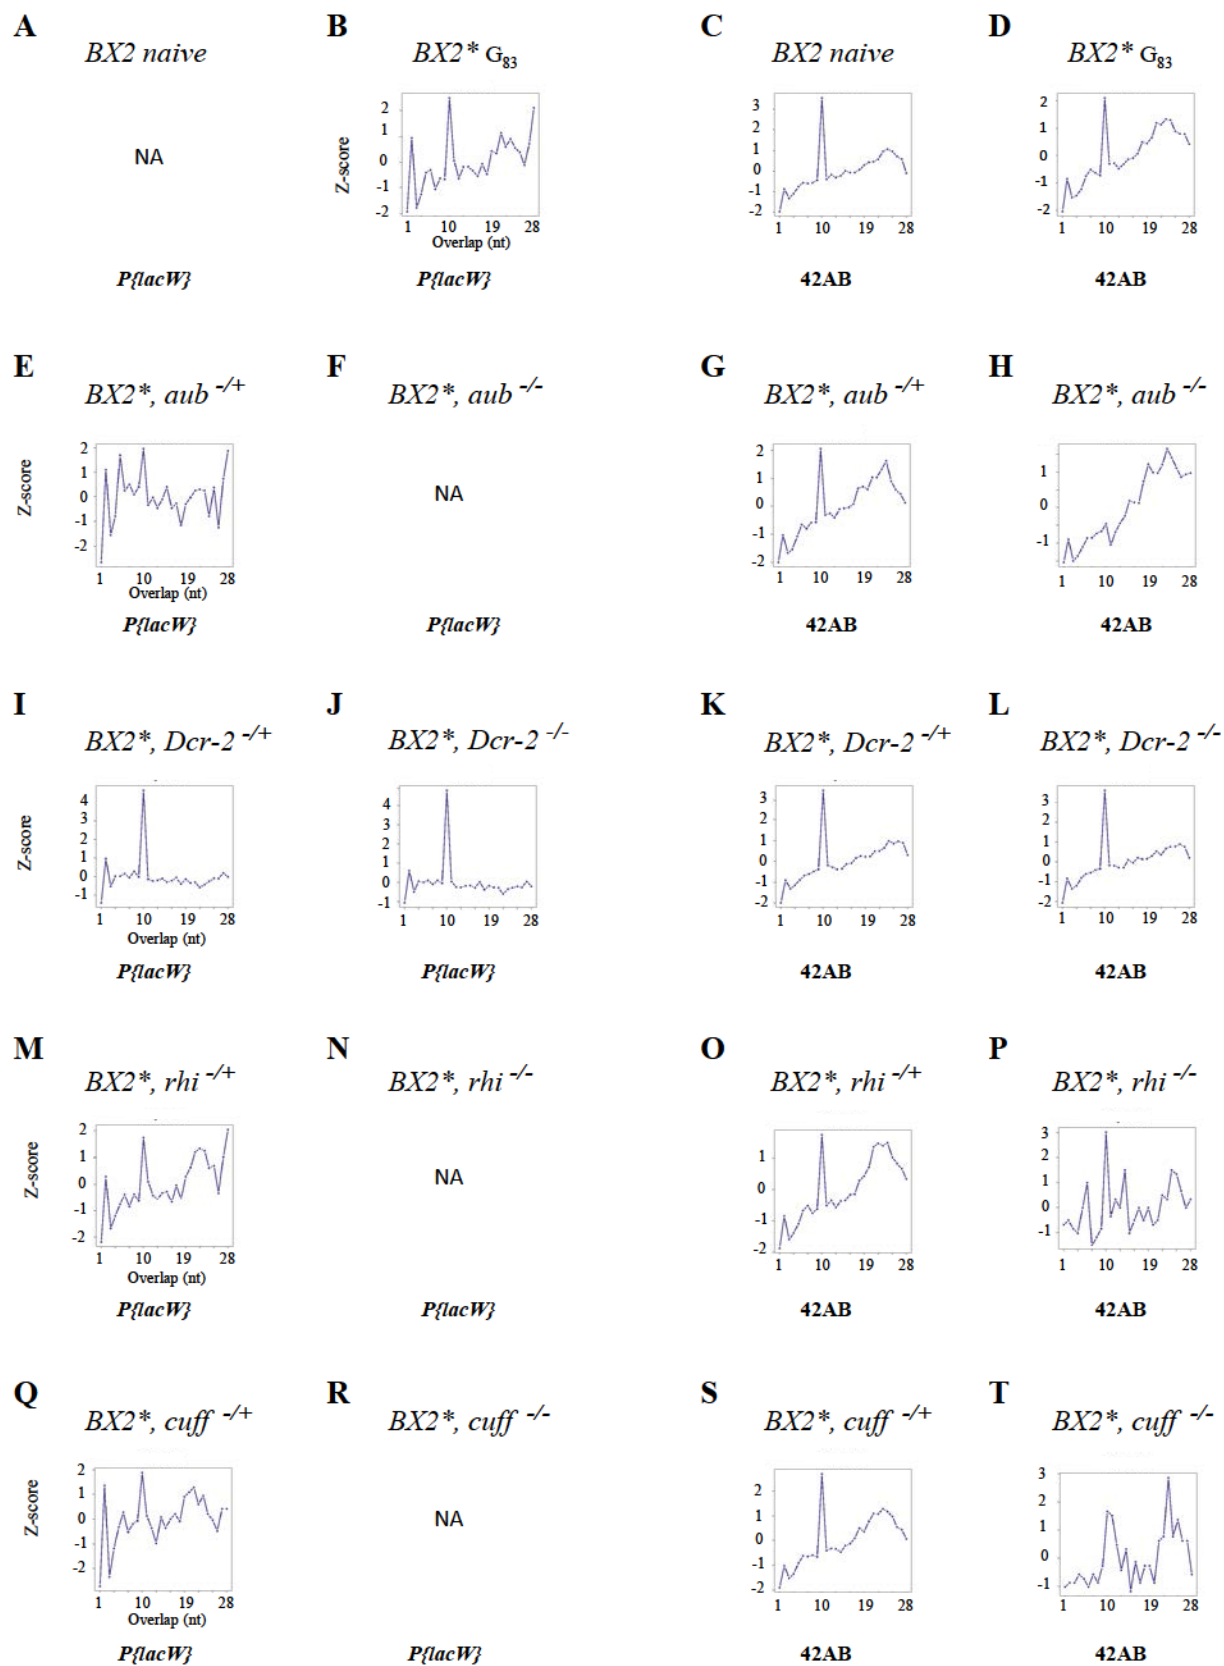 A B C D
BX2 naive BX2* G83 BX2 naive BX2* G83
NA
Z-score
2 1 0 -1 -2
1 10 19 28
Overlap (nt)
3 2 1 0 -1 -2
1 10 19 28
2 1 0 -1 -2
1 10 19 28
P{lacW} P{lacW} 42AB 42AB
E F G H
BX2*, aub -/+ BX2*, aub -/- BX2*, aub -/+ BX2*, aub -/-
Z-score
2 1 0 -1 -2
1 10 19 28
Overlap (nt)
NA
2 1 0 -1 -2
1 10 19 28
1 0 -1
1 10 19 28
P{lacW} P{lacW} 42AB 42AB
I J K L
BX2*, Dcr-2 -/+ BX2*, Dcr-2 -/- BX2*, Dcr-2 -/+ BX2*, Dcr-2 -/-
Z-score
4 3 2 1 0 -1
1 10 19 28
Overlap (nt)
4 3 2 1 0 -1
1 10 19 28
3 2 1 0 -1 -2
1 10 19 28
3 2 1 0 -1 -2
1 10 19 28
P{lacW} P{lacW} 42AB 42AB
M N O P
BX2*, rhi -/+ BX2*, rhi -/- BX2*, rhi -/+ BX2*, rhi -/-
Z-score
2 1 0 -1 -2
1 10 19 28
Overlap (nt)
NA
1 0 -1 -2
1 10 19 28
3 2 1 0 -1
1 10 19 28
P{lacW} P{lacW} 42AB 42AB
Q R S T
BX2*, cuff -/+ BX2*, cuff -/- BX2*, cuff -/+ BX2*, cuff -/-
Z-score
2 1 0 -1 -2
1 10 19 28
Overlap (nt)
NA
2 1 0 -1 -2
1 10 19 28
3 2 1 0 -1
1 10 19 28
P{lacW} P{lacW} 42AB 42AB